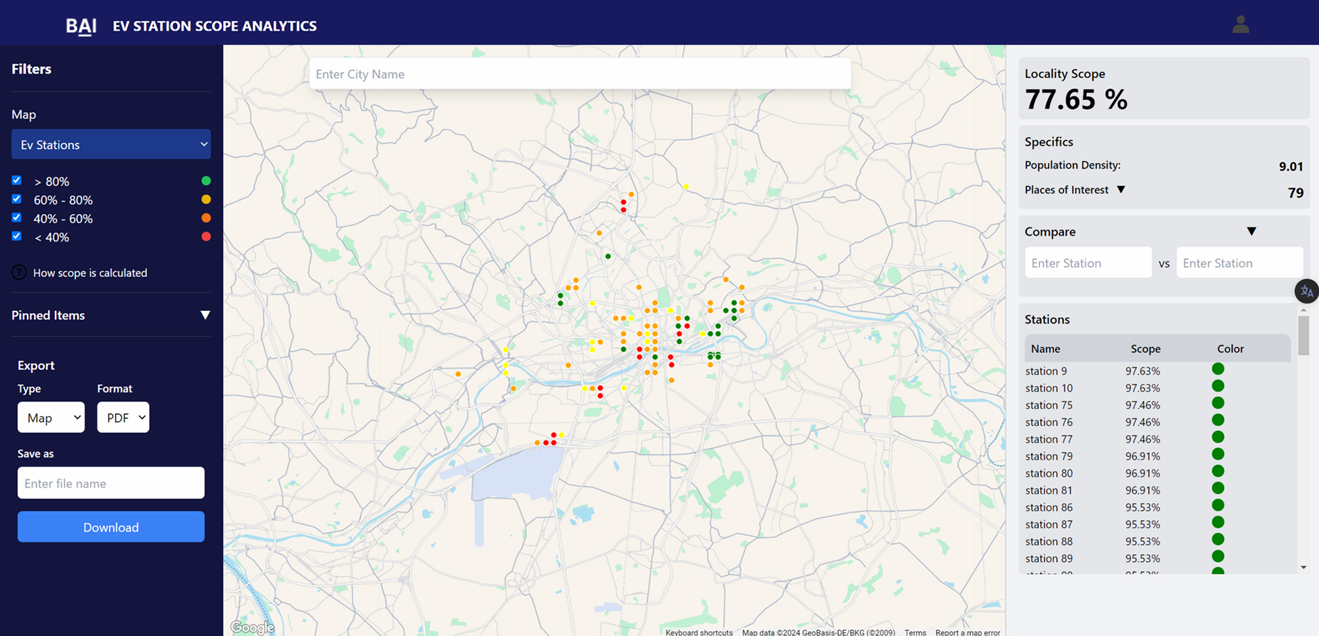 BAI EV STATION SCOPE ANALYTICS
Filters
Map
Ev Stations
> 80%
60% - 80%
40% - 60%
< 40%
? How scope is calculated
Pinned Items
Export
Type Format
Map PDF
Save as
Enter file name
Download
Enter City Name
Google
Keyboard shortcuts Map data ©2024 GeoBasis-DE/BKG (©2009) Terms Report a map error
Locality Scope
77.65 %
Specifics
Population Density: 9.01
Places of Interest ▼ 79
Compare ▼
Enter Station vs Enter Station
Stations
Name Scope Color
station 9 97.63%
station 10 97.63%
station 75 97.46%
station 76 97.46%
station 77 97.46%
station 79 96.91%
station 80 96.91%
station 81 96.91%
station 86 95.53%
station 87 95.53%
station 88 95.53%
station 89 95.53%